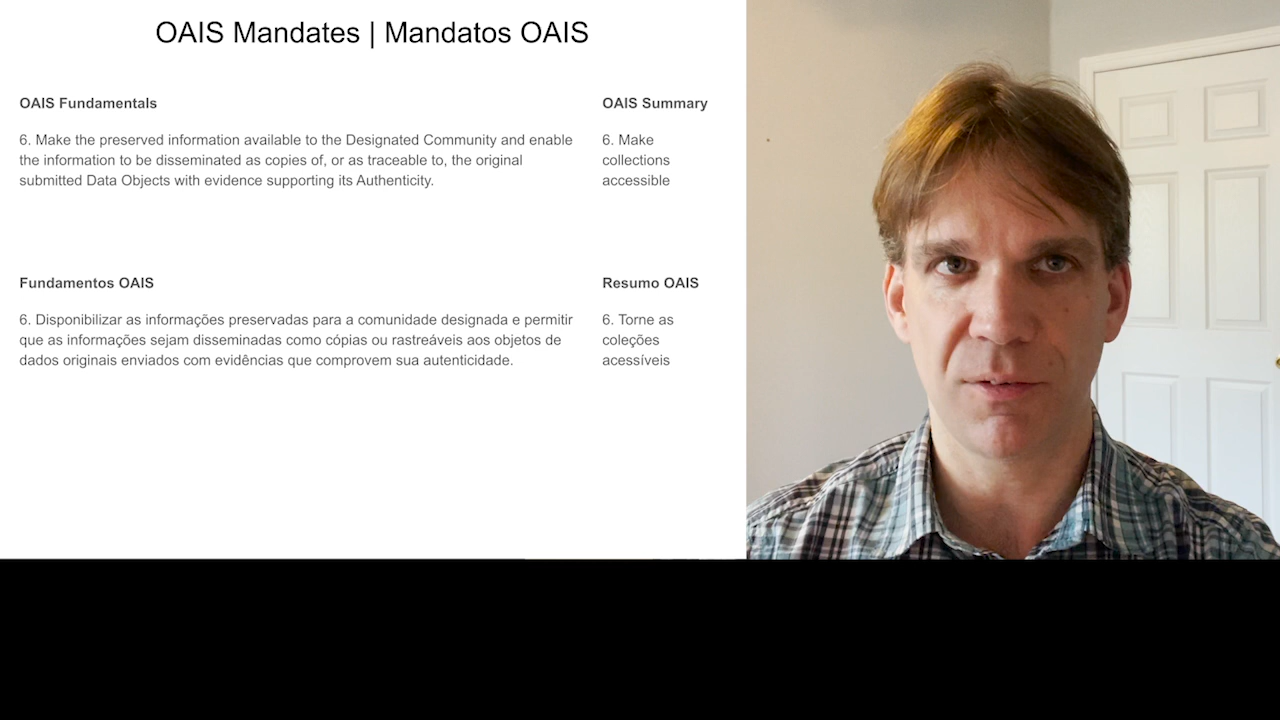 OAIS Mandates | Mandatos OAIS
OAIS Fundamentals
6. Make the preserved information available to the Designated Community and enable
the information to be disseminated as copies of, or as traceable to, the original
submitted Data Objects with evidence supporting its Authenticity.
OAIS Summary
6. Make
collections
accessible
Fundamentos OAIS
6. Disponibilizar as informações preservadas para a comunidade designada e permitir
que as informações sejam disseminadas como cópias ou rastreáveis aos objetos de
dados originais enviados com evidências que comprovem sua autenticidade.
Resumo OAIS
6. Torne as
coleções
acessíveis